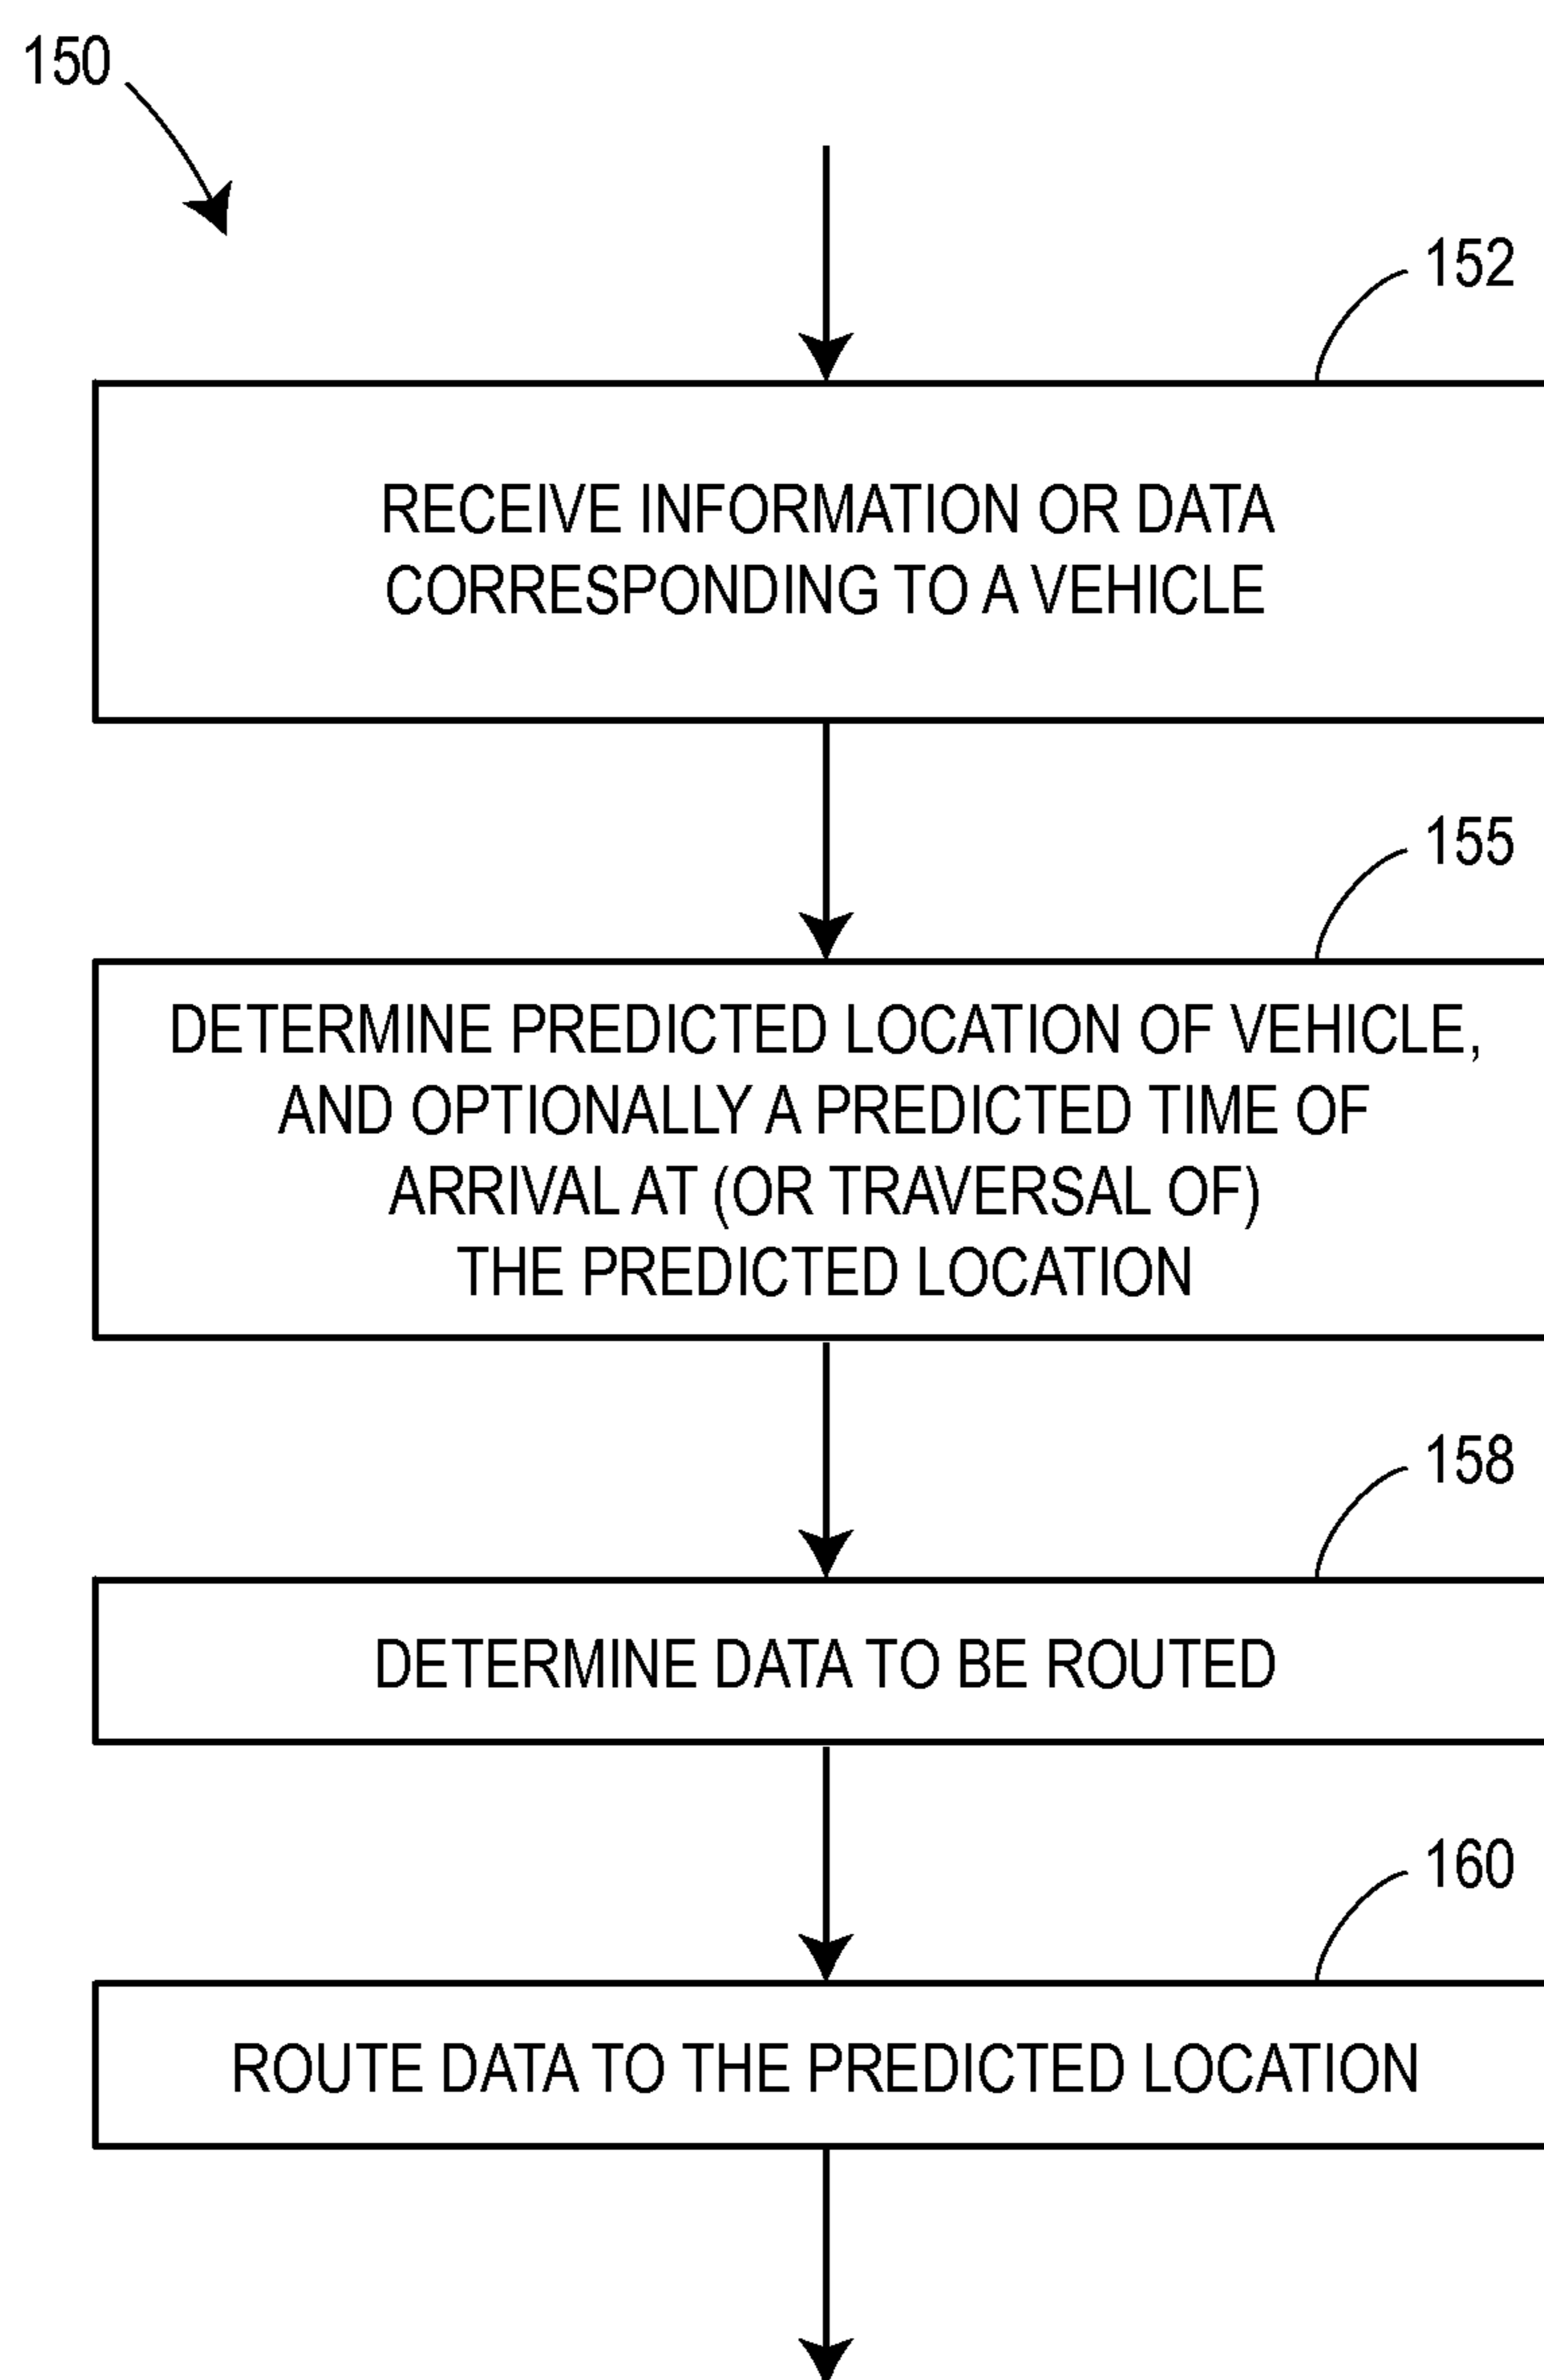 150
152
RECEIVE INFORMATION OR DATA
CORRESPONDING TO A VEHICLE
155
DETERMINE PREDICTED LOCATION OF VEHICLE,
AND OPTIONALLY A PREDICTED TIME OF
ARRIVAL AT (OR TRAVERSAL OF)
THE PREDICTED LOCATION
158
DETERMINE DATA TO BE ROUTED
160
ROUTE DATA TO THE PREDICTED LOCATION